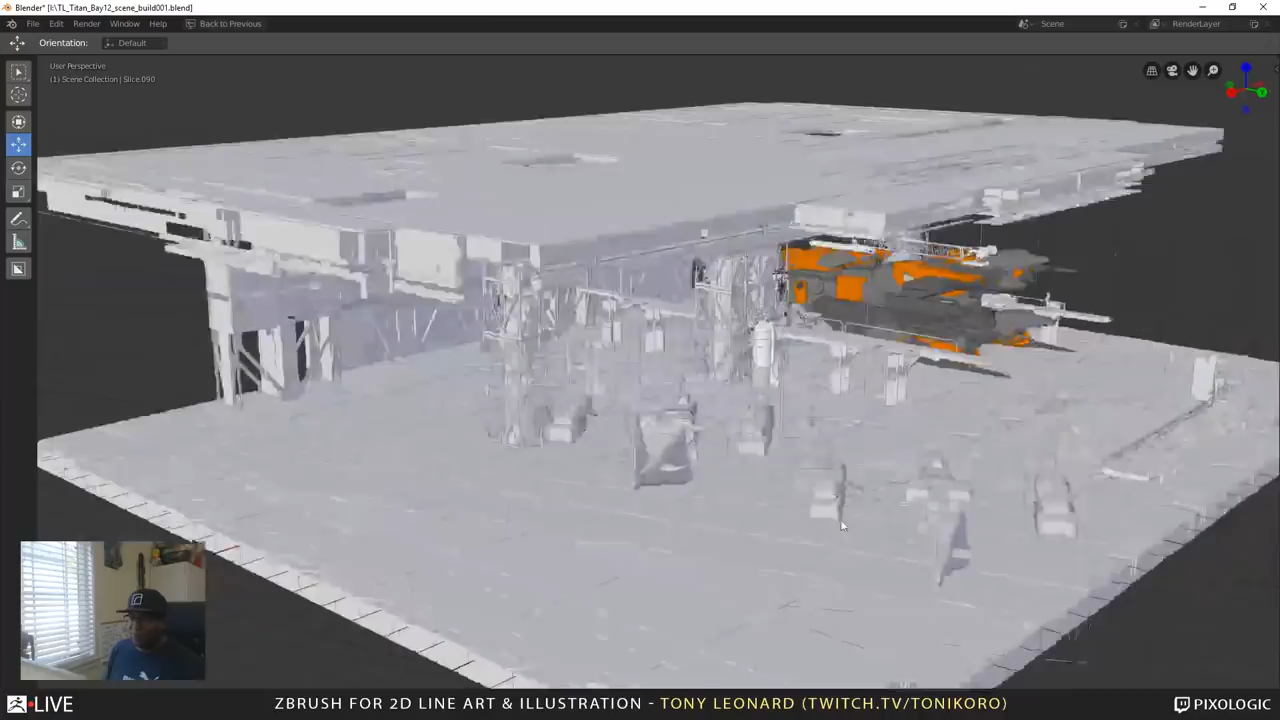 Blender* [I:\TL_Titan_Bay12_scene_build001.blend]
File Edit Render Window Help Back to Previous Scene RenderLayer
Orientation: Default
User Perspective
(1) Scene Collection | Slice.090
LIVE ZBRUSH FOR 2D LINE ART & ILLUSTRATION - TONY LEONARD (TWITCH.TV/TONIKORO) PIXOLOGIC